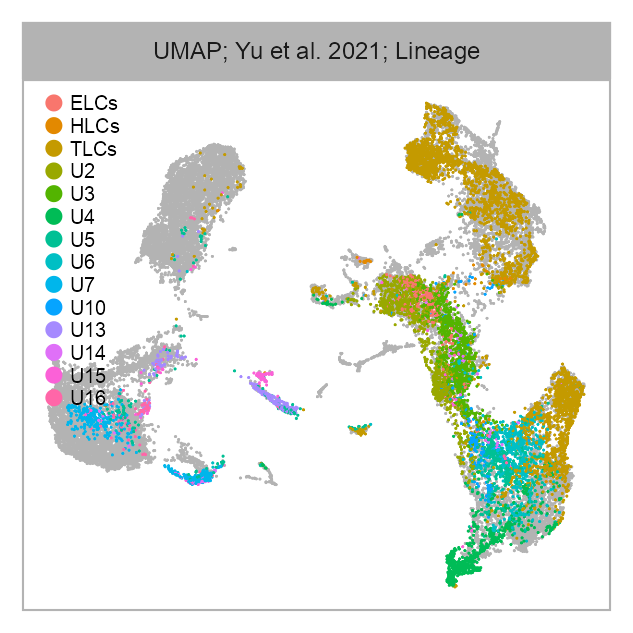 UMAP; Yu et al. 2021; Lineage
ELCs
HLCs
TLCs
U2
U3
U4
U5
U6
U7
U10
U13
U14
U15
U16